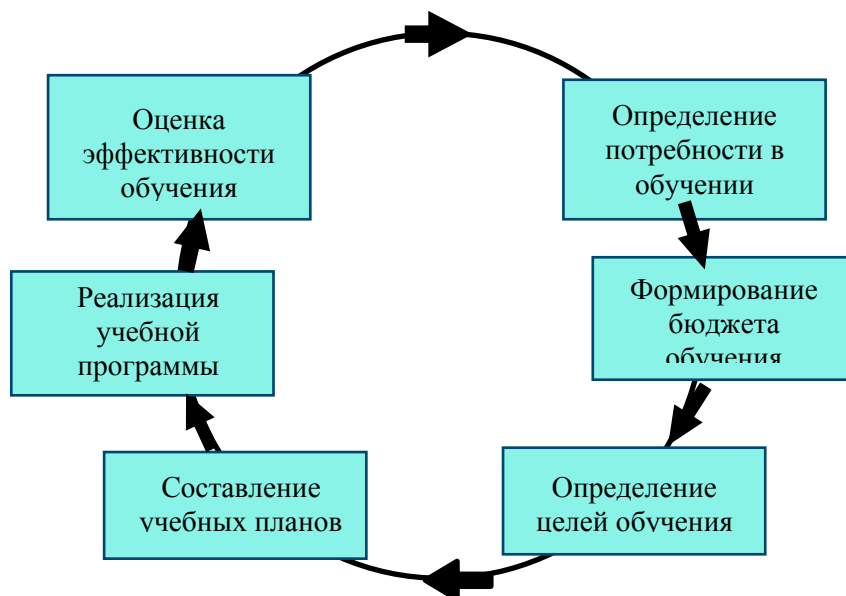 Оценка
эффективности
обучения
Определение
потребности в
обучении
Формирование
бюджета
обучения
Определение
целей обучения
Составление
учебных планов
Реализация
учебной
программы